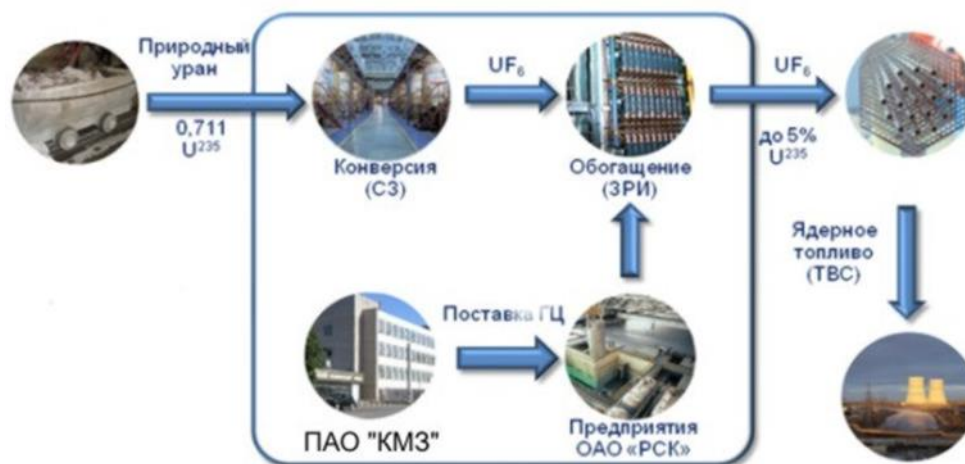 Природный
уран
0,711
U²³⁵
Конверсия
(СЗ)
UF₆
Обогащение
(ЗРИ)
UF₆
до 5%
U²³⁵
Ядерное
топливо
(ТВС)
Поставка ГЦ
ПАО "КМЗ"
Предприятия
ОАО «РСК»